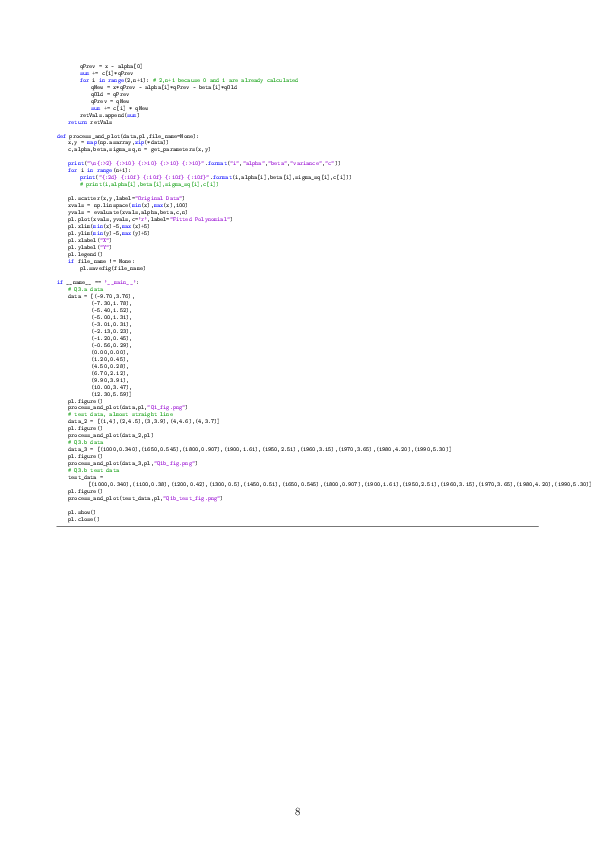 qPrev = x - alpha[0]
sum += c[1]*qPrev
for i in range(2,n+1): # 2,n+1 because 0 and 1 are already calculated
qNew = x*qPrev - alpha[i]*qPrev - beta[i]*qOld
qOld = qPrev
qPrev = qNew
sum += c[i] * qNew
retVals.append(sum)
return retVals
def process_and_plot(data,pl,file_name=None):
x,y = map(np.asarray,zip(*data))
c,alpha,beta,sigma_sq,n = get_parameters(x,y)
print("\n{:>2} {:>10} {:>10} {:>10} {:>10}".format("i","alpha","beta","variance","c"))
for i in range(n+1):
print("{:2d} {:10f} {:10f} {:10f} {:10f}".format(i,alpha[i],beta[i],sigma_sq[i],c[i]))
# print(i,alpha[i],beta[i],sigma_sq[i],c[i])
pl.scatter(x,y,label="Original Data")
xvals = np.linspace(min(x),max(x),100)
yvals = evaluate(xvals,alpha,beta,c,n)
pl.plot(xvals,yvals,c='r',label="Fitted Polynomial")
pl.xlim(min(x)-5,max(x)+5)
pl.ylim(min(y)-5,max(y)+5)
pl.xlabel("X")
pl.ylabel("Y")
pl.legend()
if file_name != None:
pl.savefig(file_name)
if __name__ == '__main__':
# Q3.a data
data = [(-9.70,3.76),
(-7.30,1.78),
(-5.40,1.52),
(-5.00,1.31),
(-3.01,0.31),
(-2.13,0.23),
(-1.20,0.45),
(-0.56,0.29),
(0.00,0.00),
(1.20,0.45),
(4.50,0.28),
(6.70,2.12),
(9.90,3.91),
(10.00,3.47),
(12.30,5.59)]
pl.figure()
process_and_plot(data,pl,"Q1_fig.png")
# test data, almost straight line
data_2 = [(1,4),(2,4.5),(3,3.9),(4,4.6),(4,3.7)]
pl.figure()
process_and_plot(data_2,pl)
# Q3.b data
data_3 = [(1000,0.340),(1650,0.545),(1800,0.907),(1900,1.61),(1950,2.51),(1960,3.15),(1970,3.65),(1980,4.20),(1990,5.30)]
pl.figure()
process_and_plot(data_3,pl,"Q1b_fig.png")
# Q3.b test data
test_data =
[(1000,0.340),(1100,0.38),(1200,0.42),(1300,0.5),(1450,0.51),(1650,0.545),(1800,0.907),(1900,1.61),(1950,2.51),(1960,3.15),(1970,3.65),(1980,4.20),(1990,5.30)]
pl.figure()
process_and_plot(test_data,pl,"Q1b_test_fig.png")
pl.show()
pl.close()
8